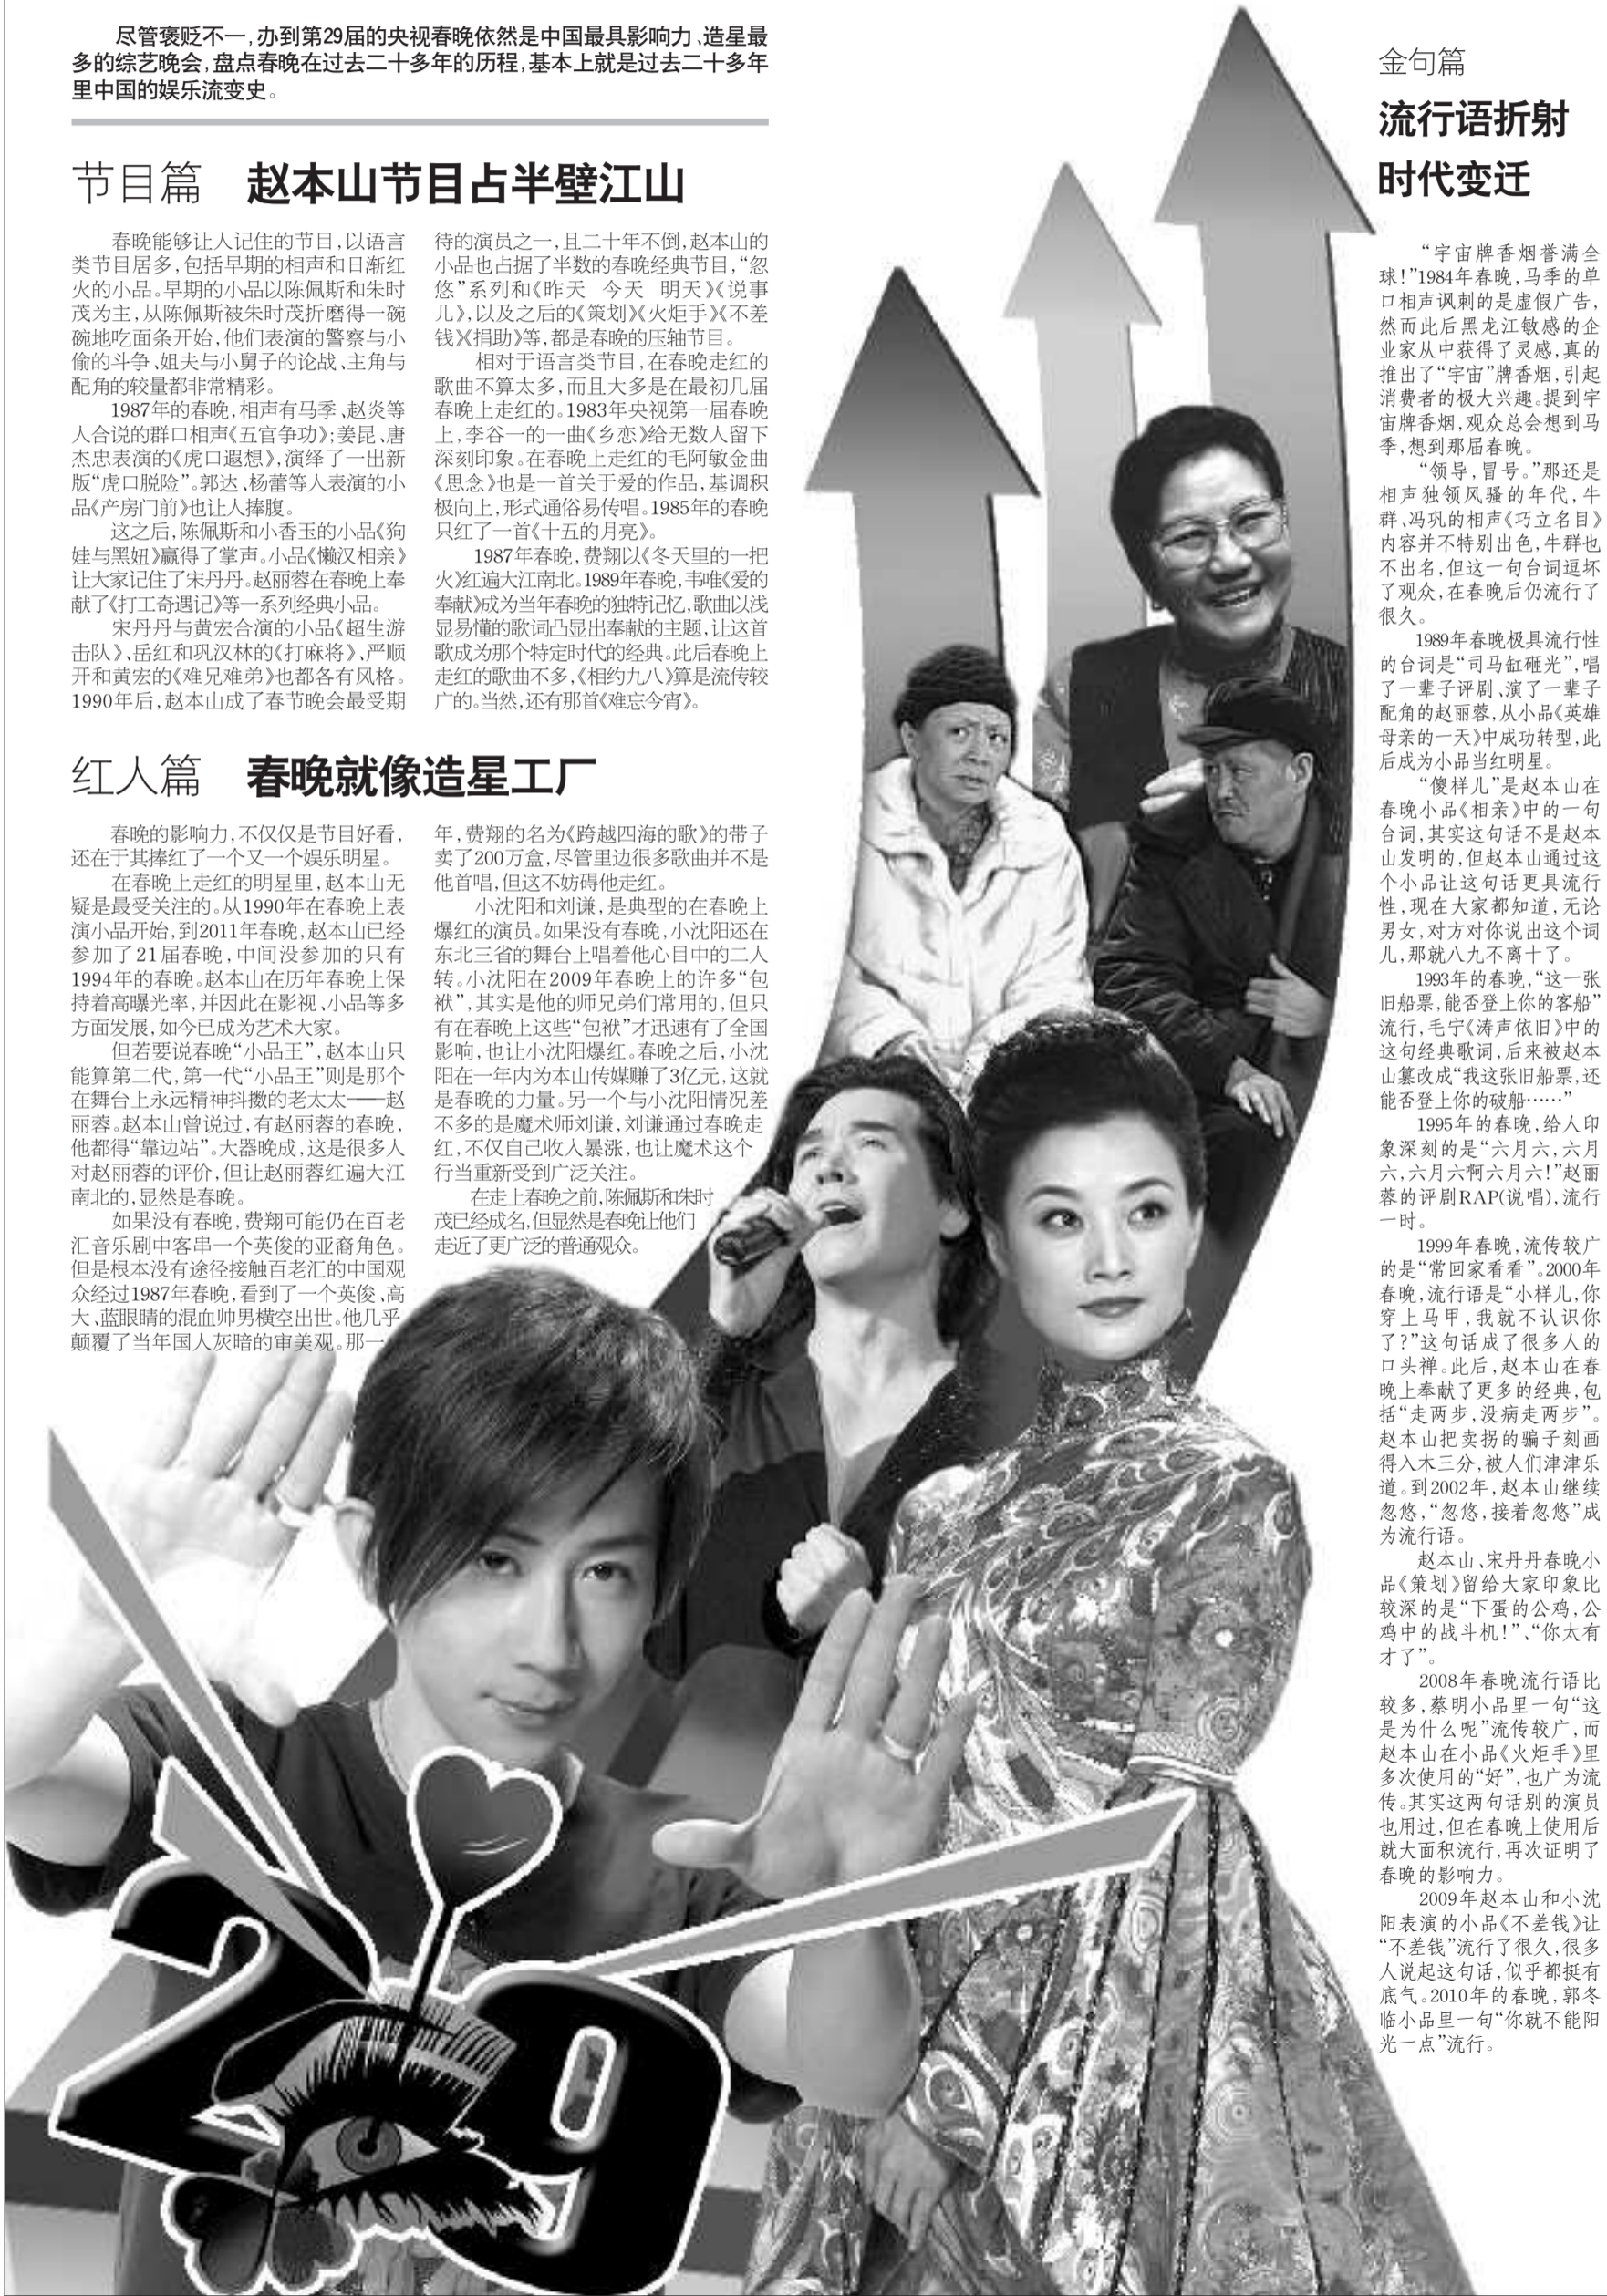 尽管褒贬不一,办到第29届的央视春晚依然是中国最具影响力、造星最
多的综艺晚会,盘点春晚在过去二十多年的历程,基本上就是过去二十多年
里中国的娱乐流变史。
节目篇 赵本山节目占半壁江山
春晚能够让人记住的节目,以语言
类节目居多,包括早期的相声和日渐红
火的小品。早期的小品以陈佩斯和朱时
茂为主,从陈佩斯被朱时茂折磨得一碗
碗地吃面条开始,他们表演的警察与小
偷的斗争、姐夫与小舅子的论战、主角与
配角的较量都非常精彩。
1987年的春晚,相声有马季、赵炎等
人合说的群口相声《五官争功》;姜昆、唐
杰忠表演的《虎口遐想》,演绎了一出新
版“虎口脱险”。郭达、杨蕾等人表演的小
品《产房门前》也让人捧腹。
这之后,陈佩斯和小香玉的小品《狗
娃与黑妞》赢得了掌声。小品《懒汉相亲》
让大家记住了宋丹丹。赵丽蓉在春晚上奉
献了《打工奇遇记》等一系列经典小品。
宋丹丹与黄宏合演的小品《超生游
击队》、岳红和巩汉林的《打麻将》、严顺
开和黄宏的《难兄难弟》也都各有风格。
1990年后,赵本山成了春节晚会最受期
待的演员之一,且二十年不倒,赵本山的
小品也占据了半数的春晚经典节目,“忽
悠”系列和《昨天 今天 明天》《说事
儿》,以及之后的《策划》《火炬手》《不差
钱》《捐助》等,都是春晚的压轴节目。
相对于语言类节目,在春晚走红的
歌曲不算太多,而且大多是在最初几届
春晚上走红的。1983年央视第一届春晚
上,李谷一的一曲《乡恋》给无数人留下
深刻印象。在春晚上走红的毛阿敏金曲
《思念》也是一首关于爱的作品,基调积
极向上,形式通俗易传唱。1985年的春晚
只红了一首《十五的月亮》。
1987年春晚,费翔以《冬天里的一把
火》红遍大江南北。1989年春晚,韦唯《爱的
奉献》成为当年春晚的独特记忆,歌曲以浅
显易懂的歌词凸显出奉献的主题,让这首
歌成为那个特定时代的经典。此后春晚上
走红的歌曲不多,《相约九八》算是流传较
广的。当然,还有那首《难忘今宵》。
红人篇 春晚就像造星工厂
春晚的影响力,不仅仅是节目好看,
还在于其捧红了一个又一个娱乐明星。
在春晚上走红的明星里,赵本山无
疑是最受关注的。从1990年在春晚上表
演小品开始,到2011年春晚,赵本山已经
参加了21届春晚,中间没参加的只有
1994年的春晚。赵本山在历年春晚上保
持着高曝光率,并因此在影视、小品等多
方面发展,如今已成为艺术大家。
但若要说春晚“小品王”,赵本山只
能算第二代,第一代“小品王”则是那个
在舞台上永远精神抖擞的老太太——赵
丽蓉。赵本山曾说过,有赵丽蓉的春晚,
他都得“靠边站”。大器晚成,这是很多人
对赵丽蓉的评价,但让赵丽蓉红遍大江
南北的,显然是春晚。
如果没有春晚,费翔可能仍在百老
汇音乐剧中客串一个英俊的亚裔角色。
但是根本没有途径接触百老汇的中国观
众经过1987年春晚,看到了一个英俊、高
大、蓝眼睛的混血帅男横空出世。他几乎
颠覆了当年国人灰暗的审美观。那一
年,费翔的名为《跨越四海的歌》的带子
卖了200万盒,尽管里边很多歌曲并不是
他首唱,但这不妨碍他走红。
小沈阳和刘谦,是典型的在春晚上
爆红的演员。如果没有春晚,小沈阳还在
东北三省的舞台上唱着他心目中的二人
转。小沈阳在2009年春晚上的许多“包
袱”,其实是他的师兄弟们常用的,但只
有在春晚上这些“包袱”才迅速有了全国
影响,也让小沈阳爆红。春晚之后,小沈
阳在一年内为本山传媒赚了3亿元,这就
是春晚的力量。另一个与小沈阳情况差
不多的是魔术师刘谦,刘谦通过春晚走
红,不仅自己收入暴涨,也让魔术这个
行当重新受到广泛关注。
在走上春晚之前,陈佩斯和朱时
茂已经成名,但显然是春晚让他们
走近了更广泛的普通观众。
金句篇
流行语折射
时代变迁
“宇宙牌香烟誉满全
球!”1984年春晚,马季的单
口相声讽刺的是虚假广告,
然而此后黑龙江敏感的企
业家从中获得了灵感,真的
推出了“宇宙”牌香烟,引起
消费者的极大兴趣。提到宇
宙牌香烟,观众总会想到马
季,想到那届春晚。
“领导,冒号。”那还是
相声独领风骚的年代,牛
群、冯巩的相声《巧立名目》
内容并不特别出色,牛群也
不出名,但这一句台词逗坏
了观众,在春晚后仍流行了
很久。
1989年春晚极具流行性
的台词是“司马缸砸光”,唱
了一辈子评剧、演了一辈子
配角的赵丽蓉,从小品《英雄
母亲的一天》中成功转型,此
后成为小品当红明星。
“傻样儿”是赵本山在
春晚小品《相亲》中的一句
台词,其实这句话不是赵本
山发明的,但赵本山通过这
个小品让这句话更具流行
性,现在大家都知道,无论
男女,对方对你说出这个词
儿,那就八九不离十了。
1993年的春晚,“这一张
旧船票,能否登上你的客船”
流行,毛宁《涛声依旧》中的
这句经典歌词,后来被赵本
山篡改成“我这张旧船票,还
能否登上你的破船……”
1995年的春晚,给人印
象深刻的是“六月六,六月
六,六月六啊六月六!”赵丽
蓉的评剧RAP(说唱),流行
一时。
1999年春晚,流传较广
的是“常回家看看”。2000年
春晚,流行语是“小样儿,你
穿上马甲,我就不认识你
了?”这句话成了很多人的
口头禅。此后,赵本山在春
晚上奉献了更多的经典,包
括“走两步,没病走两步”。
赵本山把卖拐的骗子刻画
得入木三分,被人们津津乐
道。到2002年,赵本山继续
忽悠,“忽悠,接着忽悠”成
为流行语。
赵本山、宋丹丹春晚小
品《策划》留给大家印象比
较深的是“下蛋的公鸡,公
鸡中的战斗机!”、“你太有
才了”。
2008年春晚流行语比
较多,蔡明小品里一句“这
是为什么呢”流传较广,而
赵本山在小品《火炬手》里
多次使用的“好”,也广为流
传。其实这两句话别的演员
也用过,但在春晚上使用后
就大面积流行,再次证明了
春晚的影响力。
2009年赵本山和小沈
阳表演的小品《不差钱》让
“不差钱”流行了很久,很多
人说起这句话,似乎都挺有
底气。2010年的春晚,郭冬
临小品里一句“你就不能阳
光一点”流行。
29